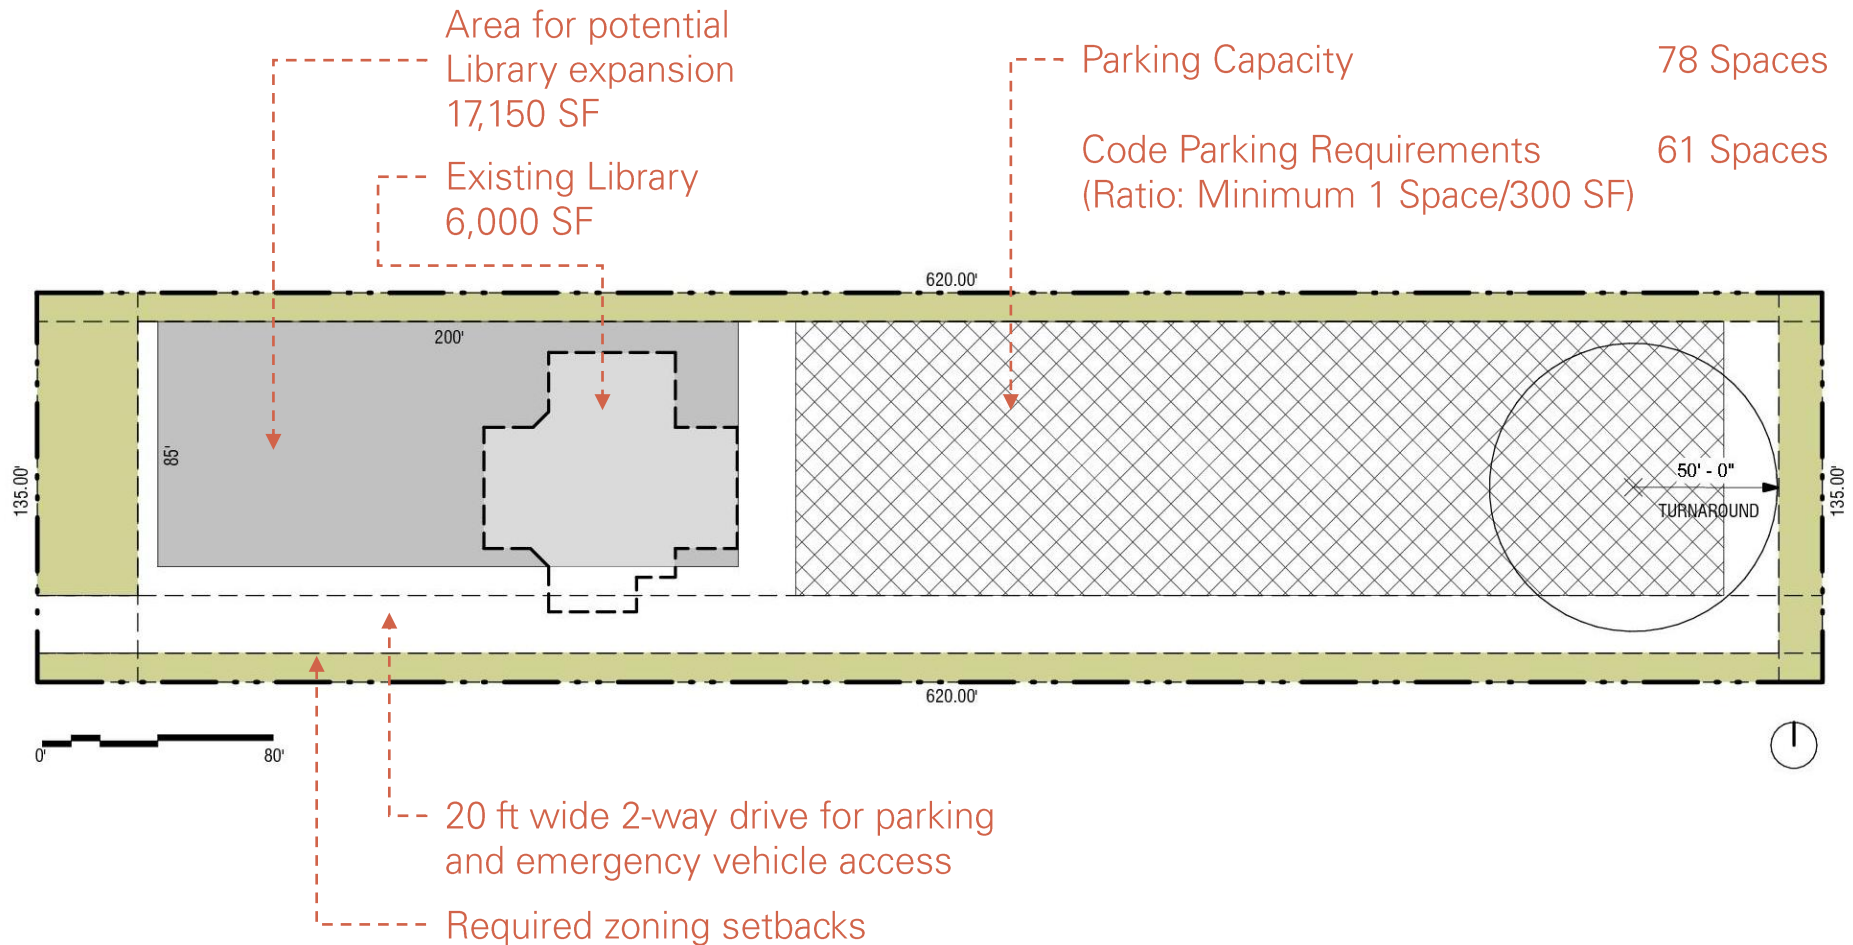 Area for potential
Library expansion
17,150 SF
Existing Library
6,000 SF
Parking Capacity 78 Spaces
Code Parking Requirements 61 Spaces
(Ratio: Minimum 1 Space/300 SF)
620.00'
200'
85'
135.00'
50' - 0"
TURNAROUND
135.00'
620.00'
0' 80'
20 ft wide 2-way drive for parking
and emergency vehicle access
Required zoning setbacks